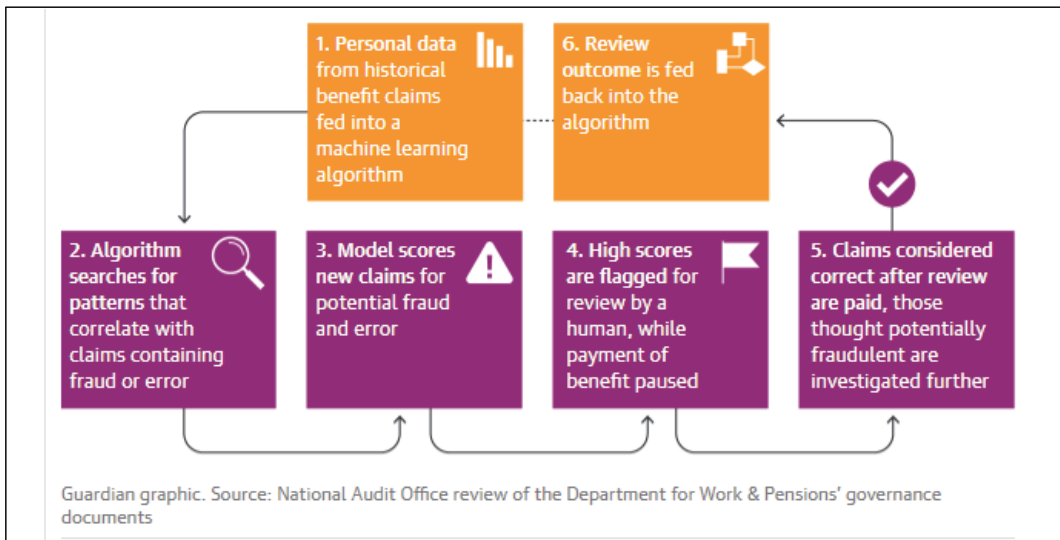 1. Personal data
from historical
benefit claims
fed into a
machine learning
algorithm
2. Algorithm
searches for
patterns that
correlate with
claims containing
fraud or error
3. Model scores
new claims for
potential fraud
and error
4. High scores
are flagged for
review by a
human, while
payment of
benefit paused
5. Claims considered
correct after review
are paid, those
thought potentially
fraudulent are
investigated further
6. Review
outcome is fed
back into the
algorithm
Guardian graphic. Source: National Audit Office review of the Department for Work & Pensions' governance
documents